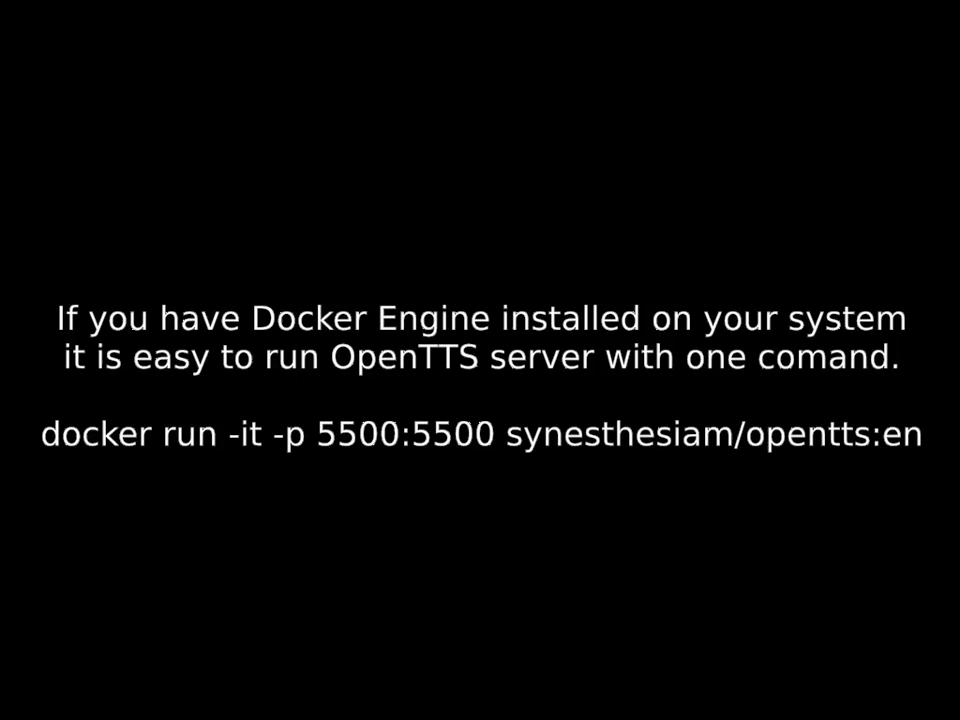 If you have Docker Engine installed on your system
it is easy to run OpenTTS server with one comand.
docker run -it -p 5500:5500 synesthesiam/opentts:en